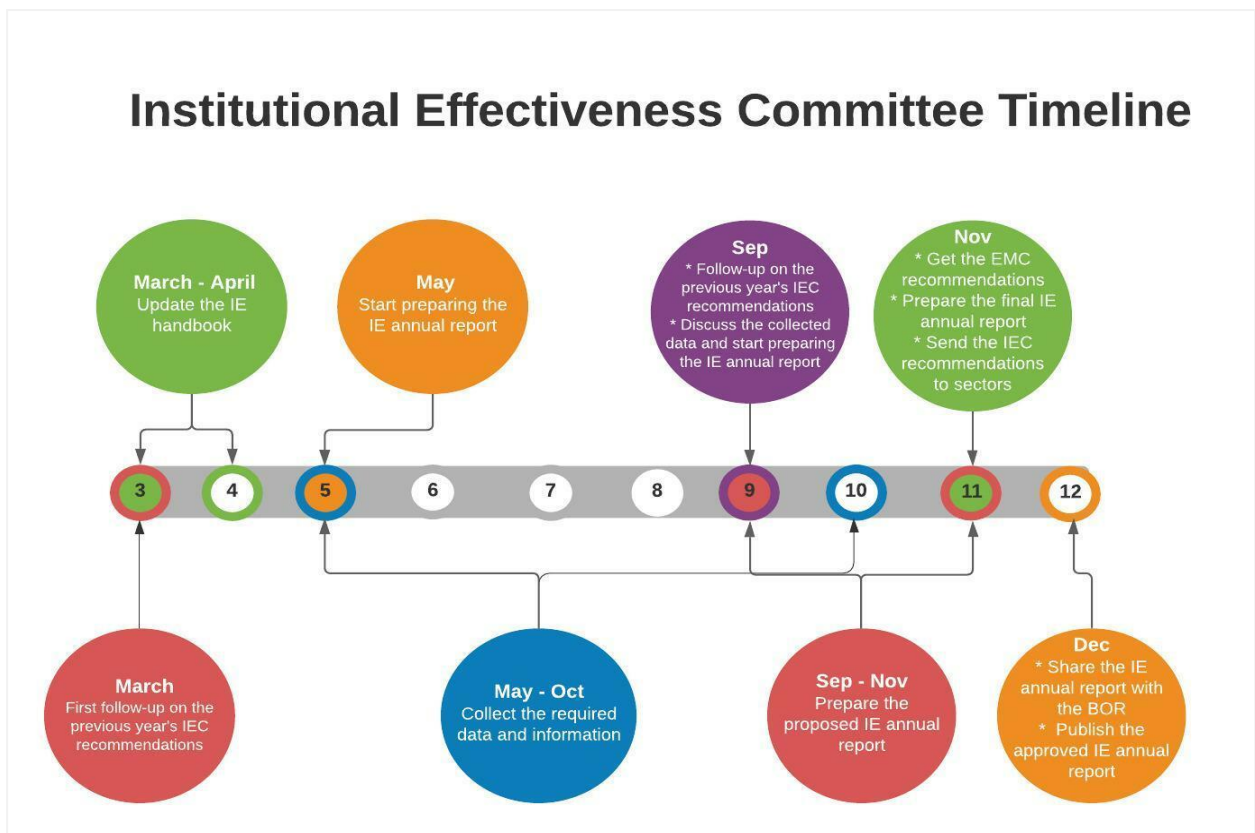 Institutional Effectiveness Committee Timeline
March - April
Update the IE
handbook
May
Start preparing the
IE annual report
Sep
* Follow-up on the
previous year's IEC
recommendations
* Discuss the collected
data and start preparing
the IE annual report
Nov
* Get the EMC
recommendations
* Prepare the final IE
annual report
* Send the IEC
recommendations
to sectors
3
4
5
6
7
8
9
10
11
12
March
First follow-up on the
previous year's IEC
recommendations
May - Oct
Collect the required
data and information
Sep - Nov
Prepare the
proposed IE annual
report
Dec
* Share the IE
annual report with
the BOR
* Publish the
approved IE annual
report